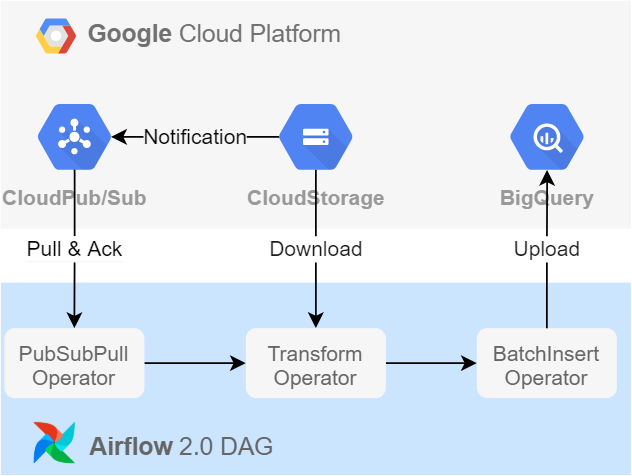 Google Cloud Platform
Notification
CloudPub/Sub
CloudStorage
BigQuery
Pull & Ack
Download
Upload
PubSubPull
Operator
Transform
Operator
BatchInsert
Operator
Airflow 2.0 DAG